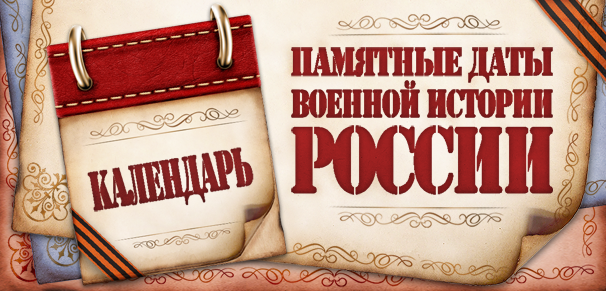 КАЛЕНДАРЬ
ПАМЯТНЫЕ ДАТЫ
ВОЕННОЙ ИСТОРИИ
РОССИИ